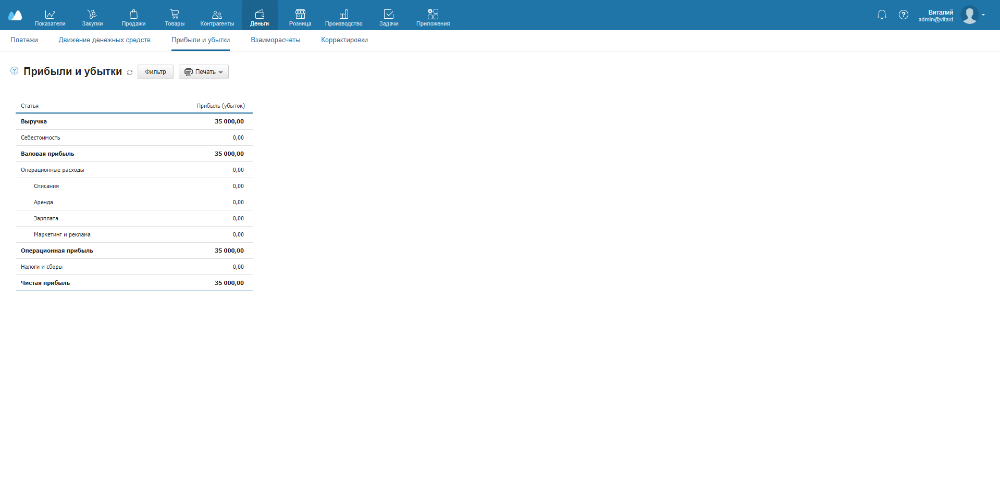 Показатели Закупки Продажи Товары Контрагенты Деньги Розница Производство Задачи Приложения
? Виталий
admin@vitaxt
Платежи Движение денежных средств Прибыли и убытки Взаиморасчеты Корректировки
? Прибыли и убытки Фильтр Печать
Статья Прибыль (убыток)
Выручка 35 000,00
Себестоимость 0,00
Валовая прибыль 35 000,00
Операционные расходы 0,00
Списания 0,00
Аренда 0,00
Зарплата 0,00
Маркетинг и реклама 0,00
Операционная прибыль 35 000,00
Налоги и сборы 0,00
Чистая прибыль 35 000,00